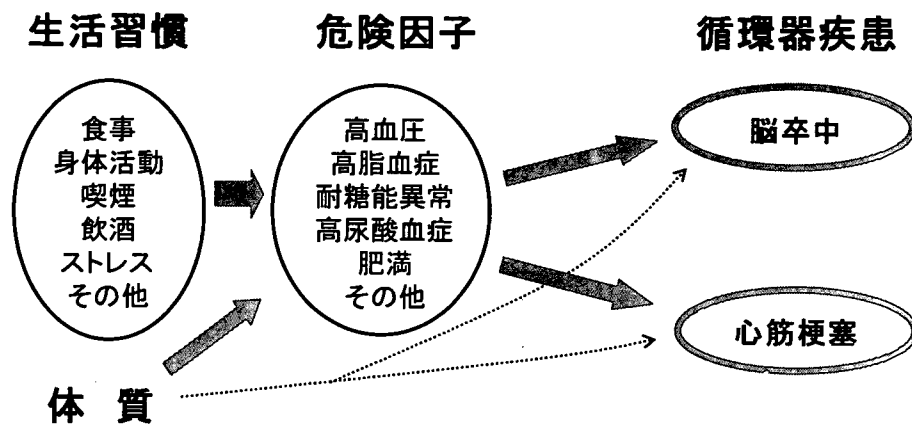 生活習慣
危険因子
循環器疾患
食事
身体活動
喫煙
飲酒
ストレス
その他
高血圧
高脂血症
耐糖能異常
高尿酸血症
肥満
その他
脳卒中
心筋梗塞
体 質